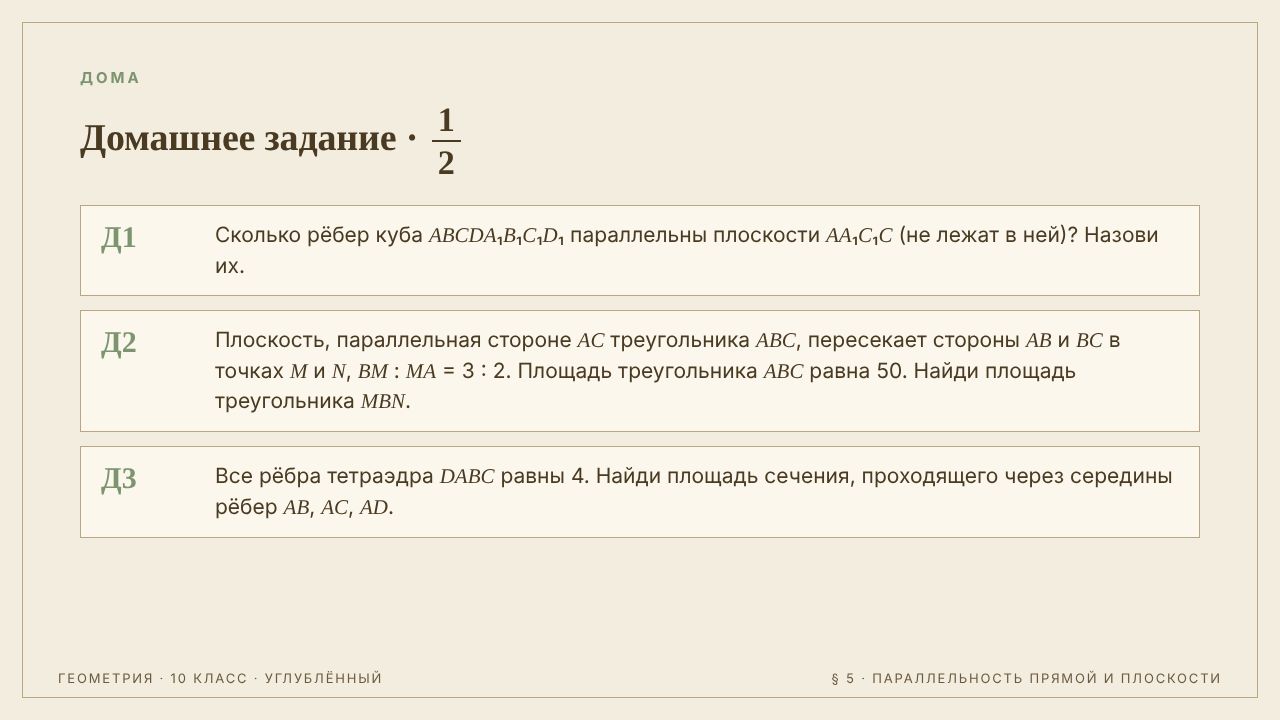 ДОМА
Домашнее задание · 1/2
Д1
Сколько рёбер куба ABCDA₁B₁C₁D₁ параллельны плоскости AA₁C₁C (не лежат в ней)? Назови
их.
Д2
Плоскость, параллельная стороне AC треугольника ABC, пересекает стороны AB и BC в
точках M и N, BM : MA = 3 : 2. Площадь треугольника ABC равна 50. Найди площадь
треугольника MBN.
Д3
Все рёбра тетраэдра DABC равны 4. Найди площадь сечения, проходящего через середины
рёбер AB, AC, AD.
ГЕОМЕТРИЯ · 10 КЛАСС · УГЛУБЛЁННЫЙ
§ 5 · ПАРАЛЛЕЛЬНОСТЬ ПРЯМОЙ И ПЛОСКОСТИ